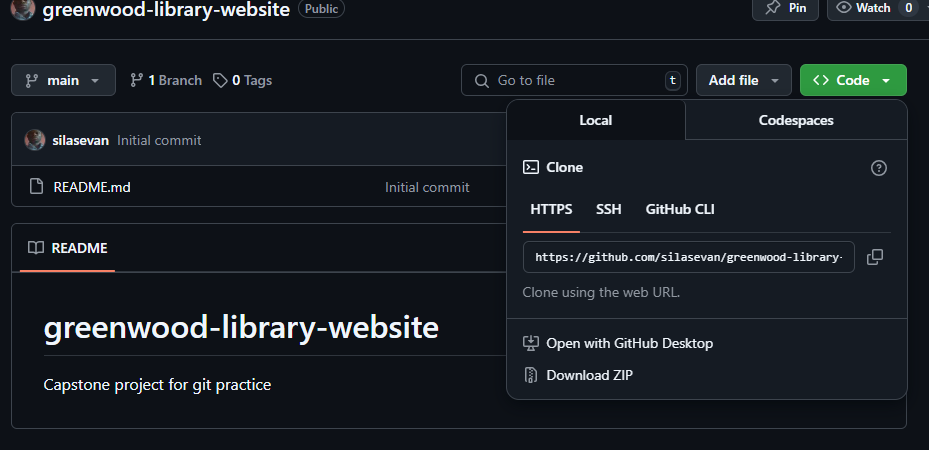 greenwood-library-website Public Pin Watch 0
main 1 Branch 0 Tags Go to file t Add file Code
Local Codespaces
silasevan Initial commit
Clone
README.md Initial commit
HTTPS SSH GitHub CLI
README
https://github.com/silasevan/greenwood-library-
Clone using the web URL.
greenwood-library-website
Open with GitHub Desktop
Download ZIP
Capstone project for git practice